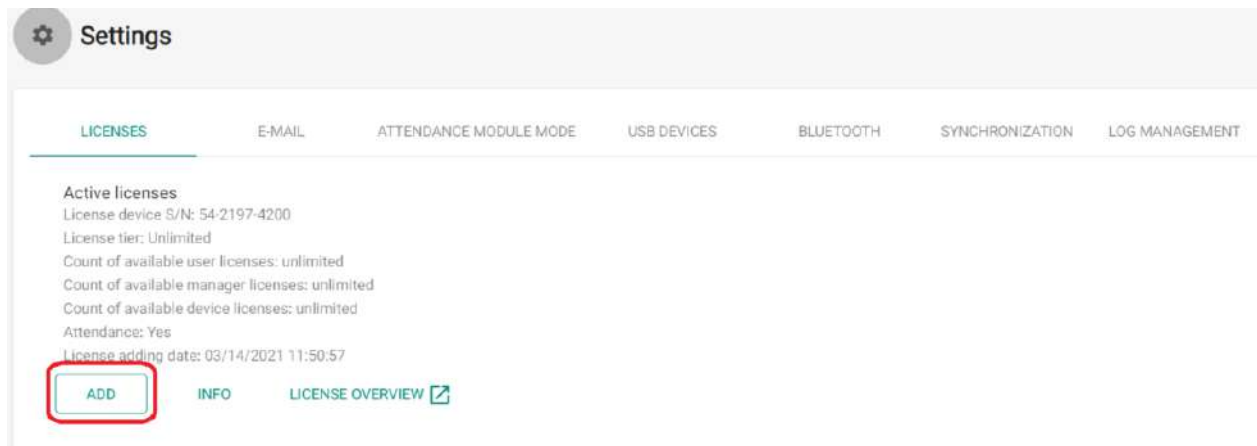 Settings
LICENSES E-MAIL ATTENDANCE MODULE MODE USB DEVICES BLUETOOTH SYNCHRONIZATION LOG MANAGEMENT
Active licenses
License device S/N: 54-2197-4200
License tier: Unlimited
Count of available user licenses: unlimited
Count of available manager licenses: unlimited
Count of available device licenses: unlimited
Attendance: Yes
License adding date: 03/14/2021 11:50:57
ADD INFO LICENSE OVERVIEW